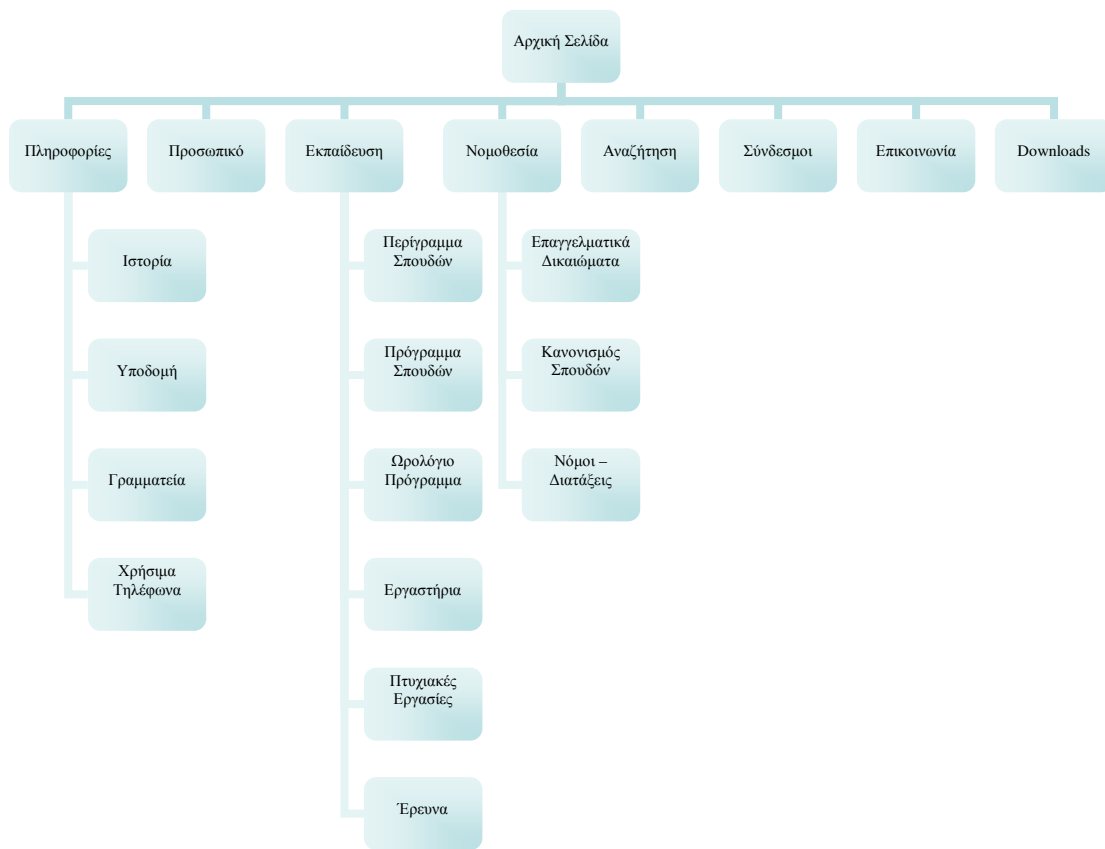 Αρχική Σελίδα
Πληροφορίες
Προσωπικό
Εκπαίδευση
Νομοθεσία
Αναζήτηση
Σύνδεσμοι
Επικοινωνία
Downloads
Ιστορία
Υποδομή
Γραμματεία
Χρήσιμα
Τηλέφωνα
Περίγραμμα
Σπουδών
Πρόγραμμα
Σπουδών
Ωρολόγιο
Πρόγραμμα
Εργαστήρια
Πτυχιακές
Εργασίες
Έρευνα
Επαγγελματικά
Δικαιώματα
Κανονισμός
Σπουδών
Νόμοι –
Διατάξεις